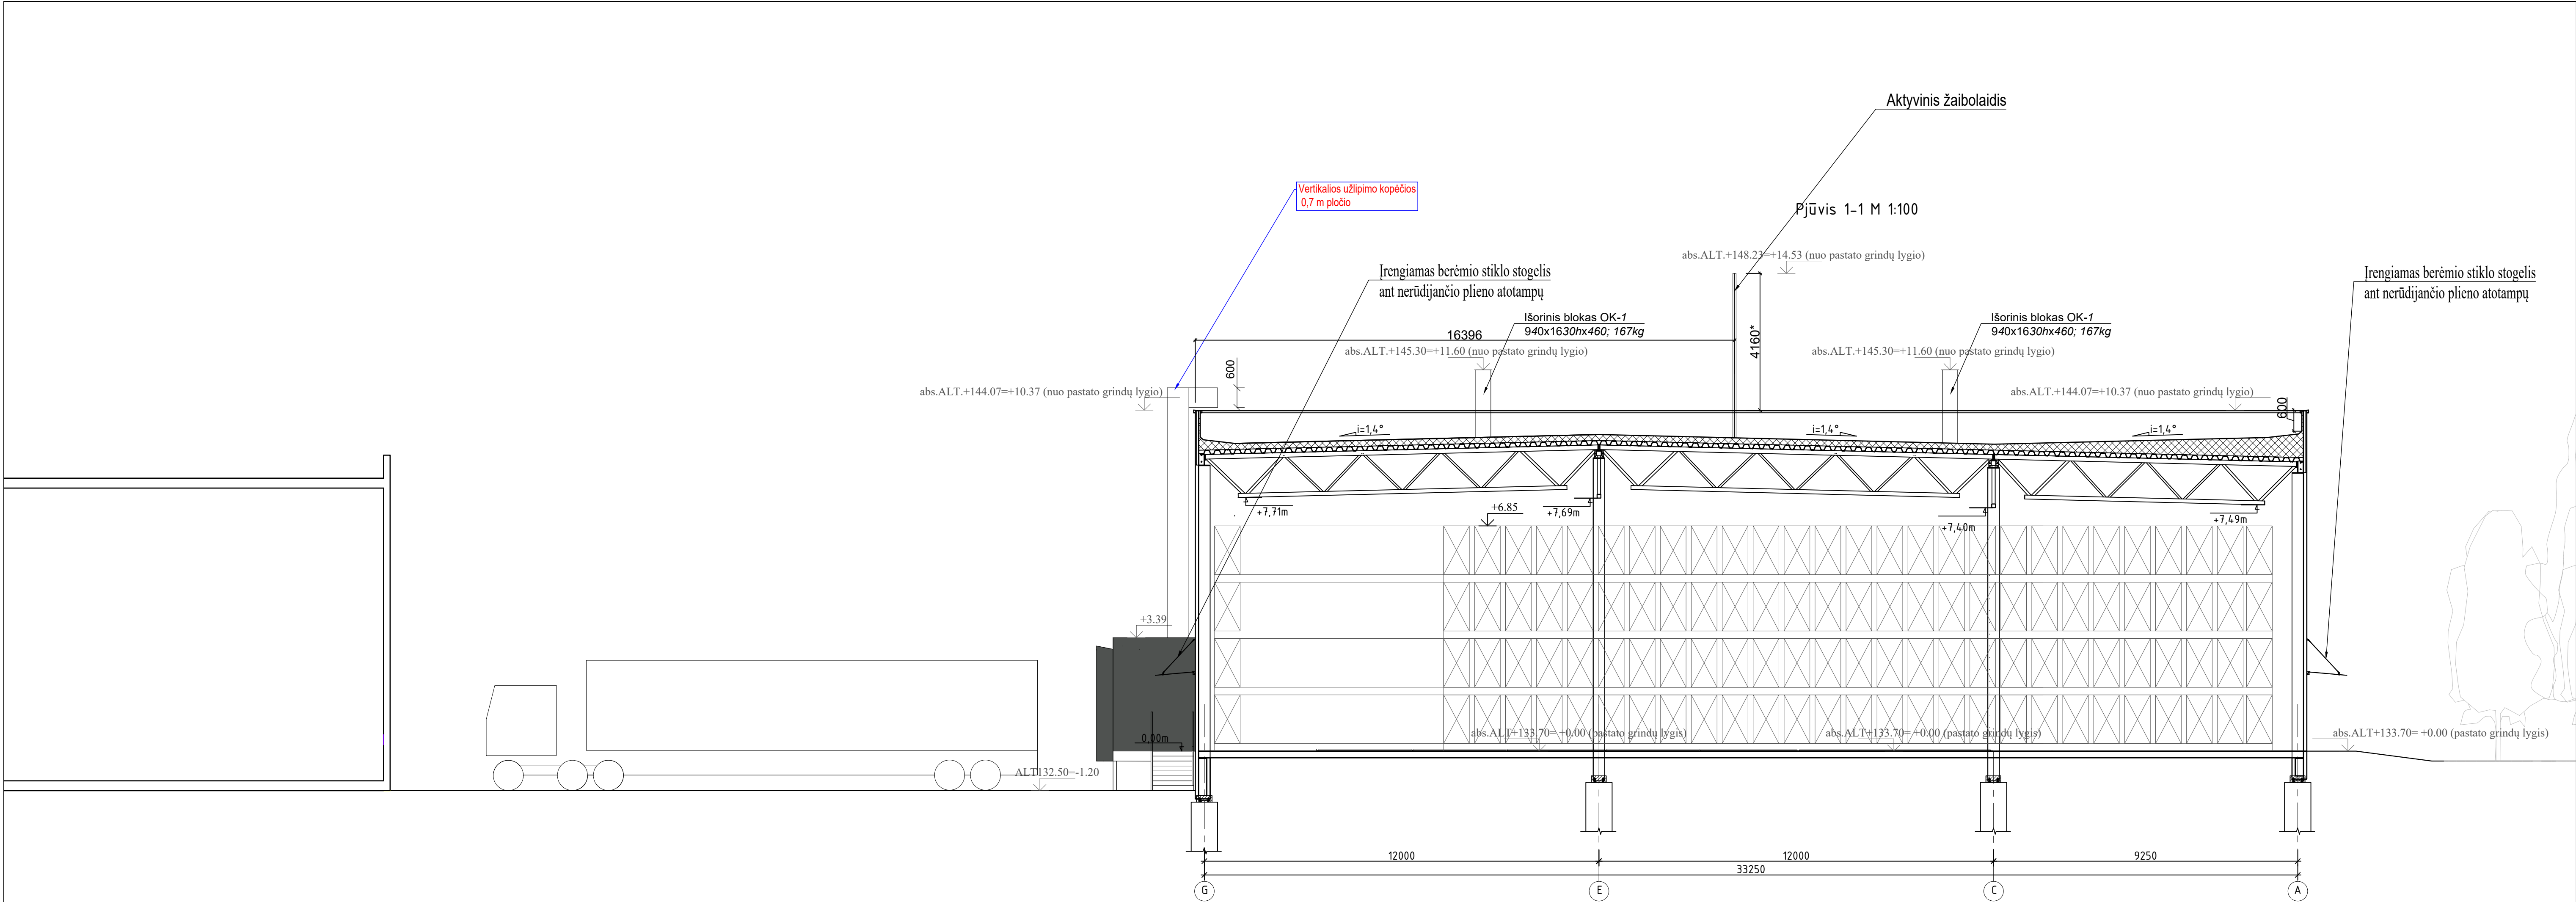 Aktyvinis žaibolaidis
Vertikalios užlipimo kopėčios
0,7 m pločio
Pjūvis 1-1 M 1:100
abs.ALT.+148.23=+14.53 (nuo pastato grindų lygio)
Įrengiamas berėmio stiklo stogelis
ant nerūdijančio plieno atotampų
Įrengiamas berėmio stiklo stogelis
ant nerūdijančio plieno atotampų
Išorinis blokas OK-1
940x1630hx460; 167kg
Išorinis blokas OK-1
940x1630hx460; 167kg
16396
4160*
abs.ALT.+145.30=+11.60 (nuo pastato grindų lygio)
abs.ALT.+145.30=+11.60 (nuo pastato grindų lygio)
600
abs.ALT.+144.07=+10.37 (nuo pastato grindų lygio)
abs.ALT.+144.07=+10.37 (nuo pastato grindų lygio)
600
i=1,4°
i=1,4°
i=1,4°
+7,71m
+6.85
+7,69m
+7,40m
+7,49m
+3.39
0,00m
abs.ALT+133.70= +0.00 (pastato grindų lygis)
abs.ALT+133.70= +0.00 (pastato grindų lygis)
abs.ALT+133.70= +0.00 (pastato grindų lygis)
ALT132.50=-1.20
12000
12000
9250
33250
G
E
C
A